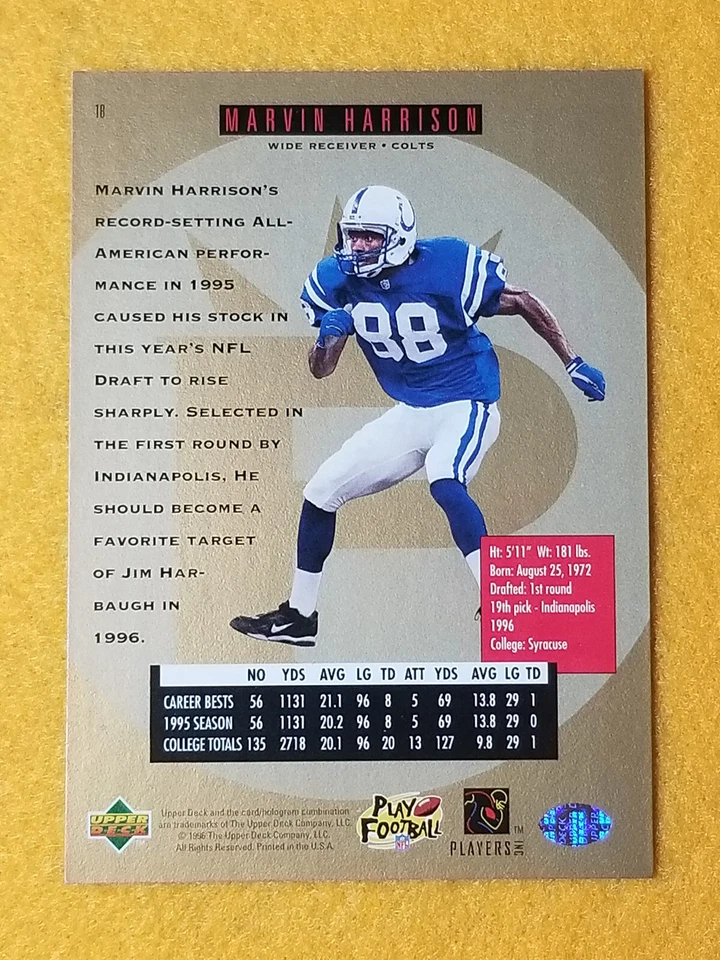 18
MARVIN HARRISON
WIDE RECEIVER • COLTS
MARVIN HARRISON'S
RECORD-SETTING ALL-
AMERICAN PERFOR-
MANCE IN 1995
CAUSED HIS STOCK IN
THIS YEAR'S NFL
DRAFT TO RISE
SHARPLY. SELECTED IN
THE FIRST ROUND BY
INDIANAPOLIS, HE
SHOULD BECOME A
FAVORITE TARGET
OF JIM HAR-
BAUGH IN
1996.
88
88
Ht: 5'11" Wt: 181 lbs.
Born: August 25, 1972
Drafted: 1st round
19th pick - Indianapolis
1996
College: Syracuse
NO YDS AVG LG TD ATT YDS AVG LG TD
CAREER BESTS 56 1131 21.1 96 8 5 69 13.8 29 1
1995 SEASON 56 1131 20.2 96 8 5 69 13.8 29 0
COLLEGE TOTALS 135 2718 20.1 96 20 13 127 9.8 29 1
UPPER DECK
Upper Deck and the card/hologram combination
are trademarks of The Upper Deck Company, LLC.
© 1996 The Upper Deck Company, LLC.
All Rights Reserved. Printed in the U.S.A.
PLAY FOOTBALL
NFL
PLAYERS INC ™
DECK UPPER DECK UPPER